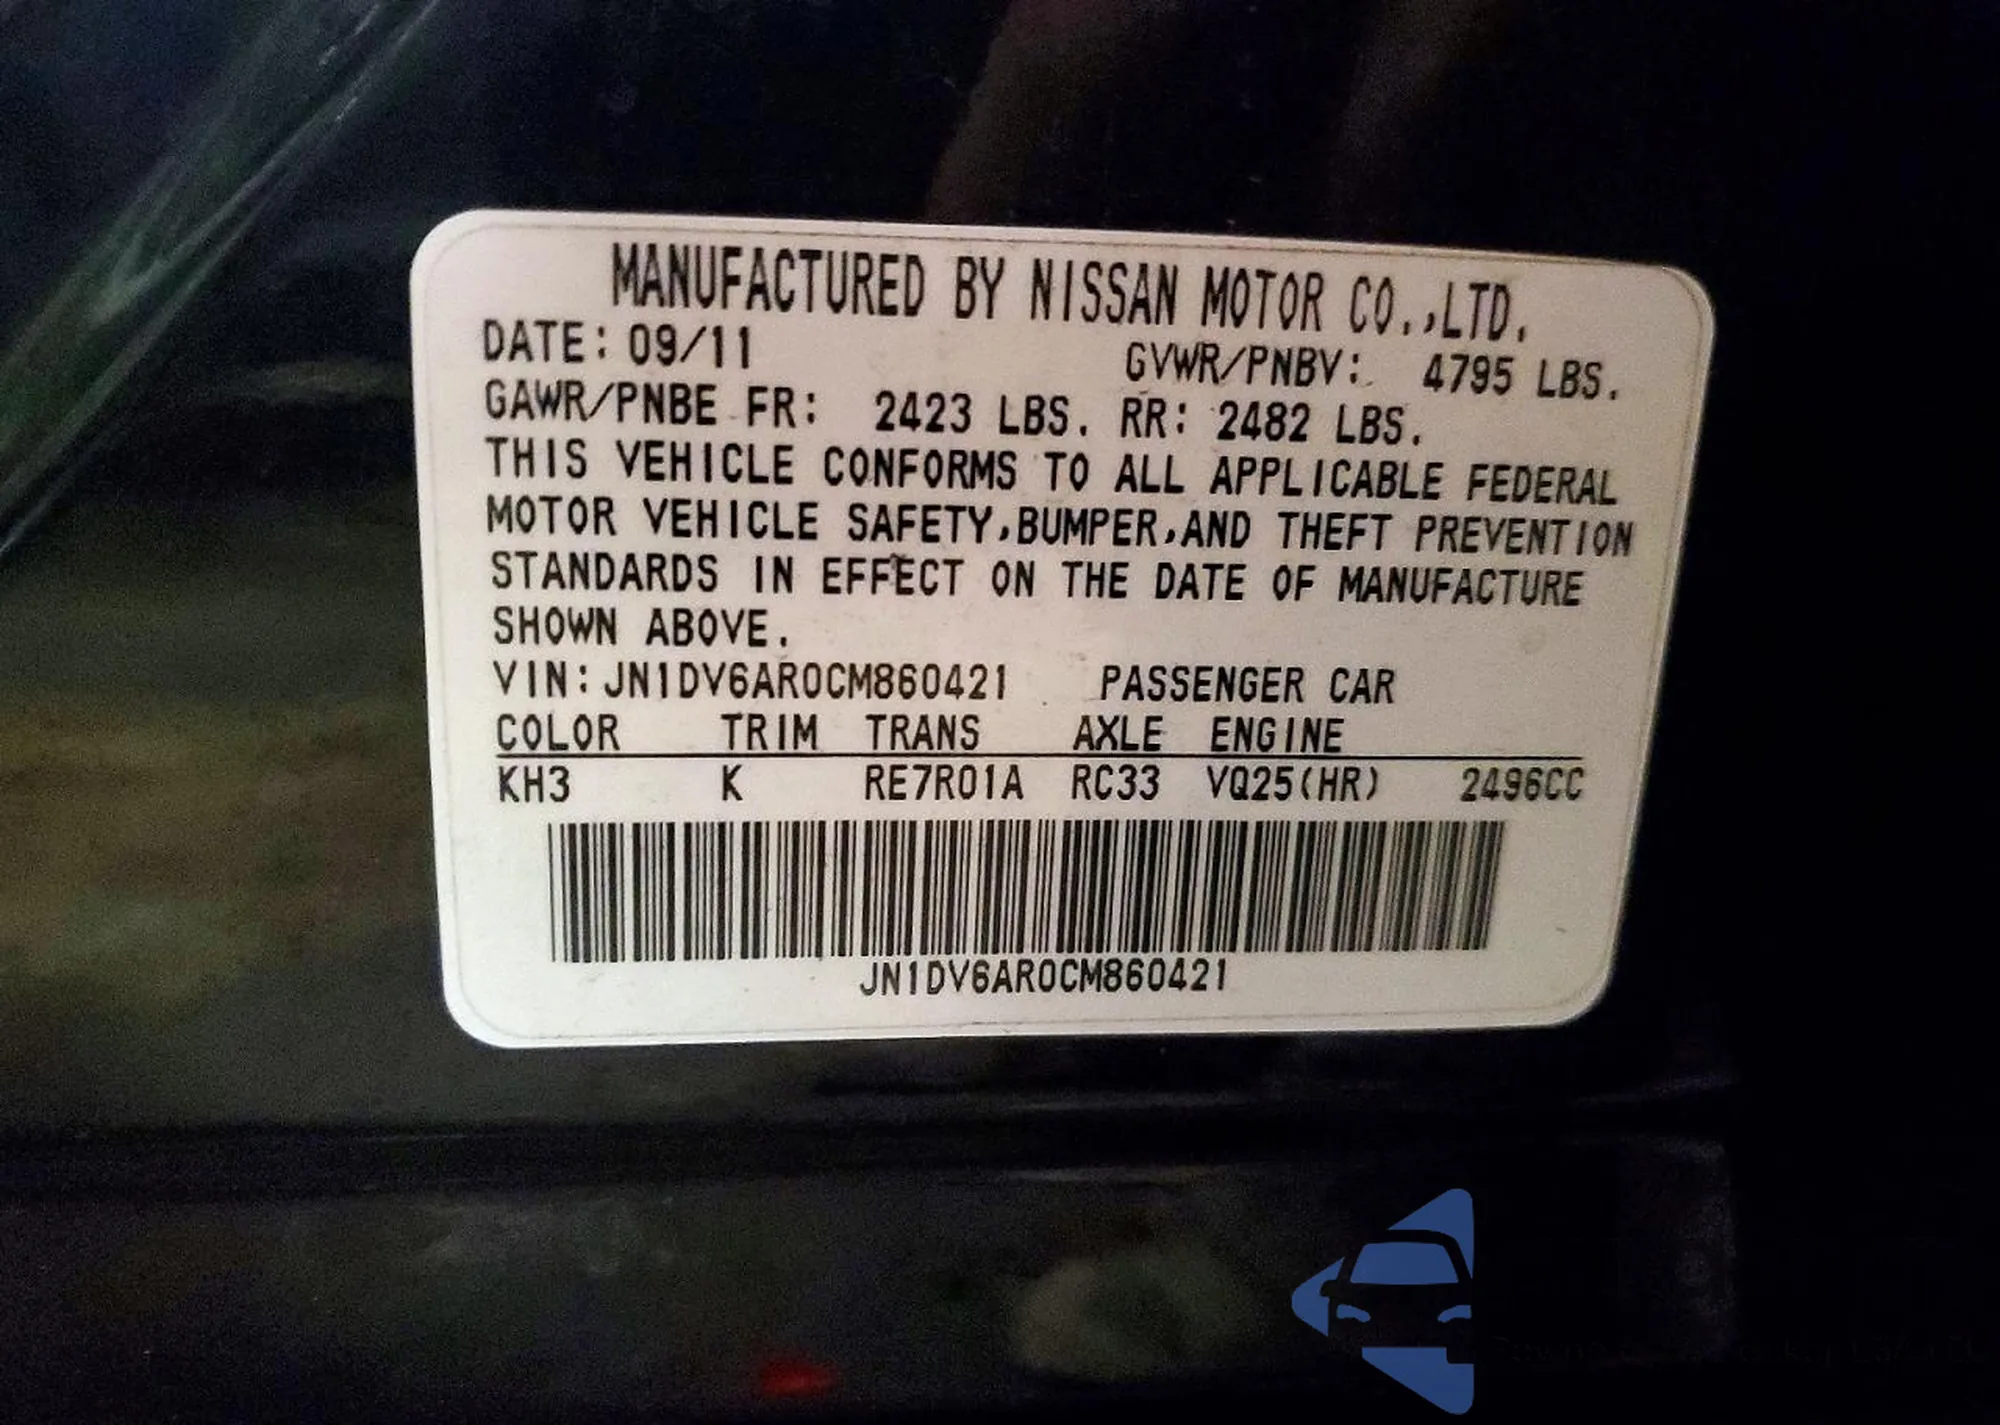 MANUFACTURED BY NISSAN MOTOR CO.,LTD.
DATE: 09/11 GVWR/PNBV: 4795 LBS.
GAWR/PNBE FR: 2423 LBS. RR: 2482 LBS.
THIS VEHICLE CONFORMS TO ALL APPLICABLE FEDERAL
MOTOR VEHICLE SAFETY,BUMPER,AND THEFT PREVENTION
STANDARDS IN EFFECT ON THE DATE OF MANUFACTURE
SHOWN ABOVE.
VIN:JN1DV6AR0CM860421 PASSENGER CAR
COLOR TRIM TRANS AXLE ENGINE
KH3 K RE7R01A RC33 VQ25(HR) 2496CC
JN1DV6AR0CM860421